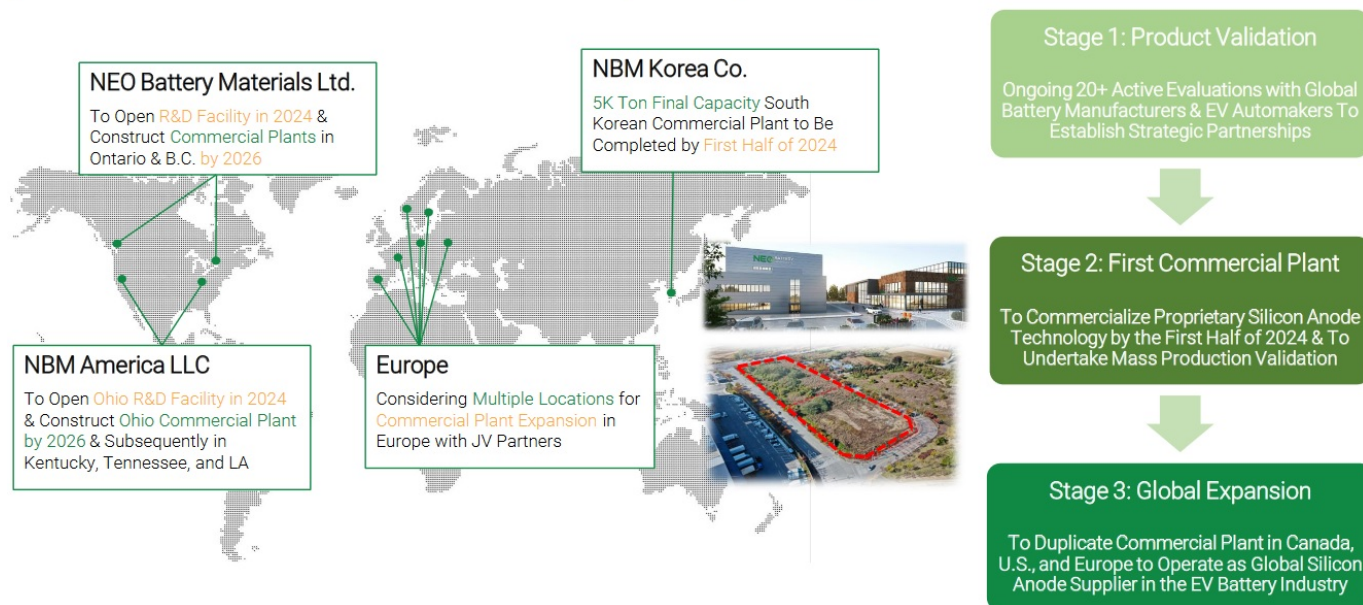 NEO Battery Materials Ltd.
To Open R&D Facility in 2024 &
Construct Commercial Plants in
Ontario & B.C. by 2026
NBM Korea Co.
5K Ton Final Capacity South
Korean Commercial Plant to Be
Completed by First Half of 2024
NBM America LLC
To Open Ohio R&D Facility in 2024
& Construct Ohio Commercial Plant
by 2026 & Subsequently in
Kentucky, Tennessee, and LA
Europe
Considering Multiple Locations for
Commercial Plant Expansion in
Europe with JV Partners
NEO
Stage 1: Product Validation
Ongoing 20+ Active Evaluations with Global
Battery Manufacturers & EV Automakers To
Establish Strategic Partnerships
Stage 2: First Commercial Plant
To Commercialize Proprietary Silicon Anode
Technology by the First Half of 2024 & To
Undertake Mass Production Validation
Stage 3: Global Expansion
To Duplicate Commercial Plant in Canada,
U.S., and Europe to Operate as Global Silicon
Anode Supplier in the EV Battery Industry